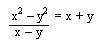 x² − y² / x − y = x + y